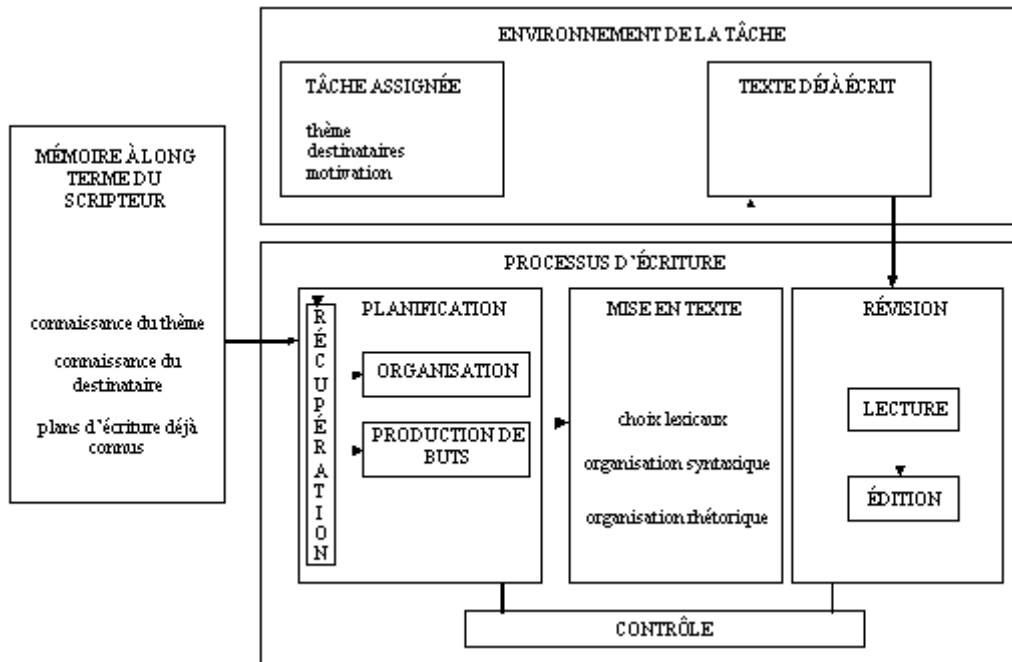 ENVIRONNEMENT DE LA TÂCHE
TÂCHE ASSIGNÉE
thème
destinataires
motivation
TEXTE DÉJÀ ÉCRIT
MÉMOIRE À LONG
TERME DU
SCRIPTEUR
connaissance du thème
connaissance du
destinataire
plans d'écriture déjà
connus
PROCESSUS D'ÉCRITURE
RÉCUPÉRATION
PLANIFICATION
ORGANISATION
PRODUCTION DE
BUTS
MISE EN TEXTE
choix lexicaux
organisation syntaxique
organisation rhétorique
RÉVISION
LECTURE
ÉDITION
CONTRÔLE